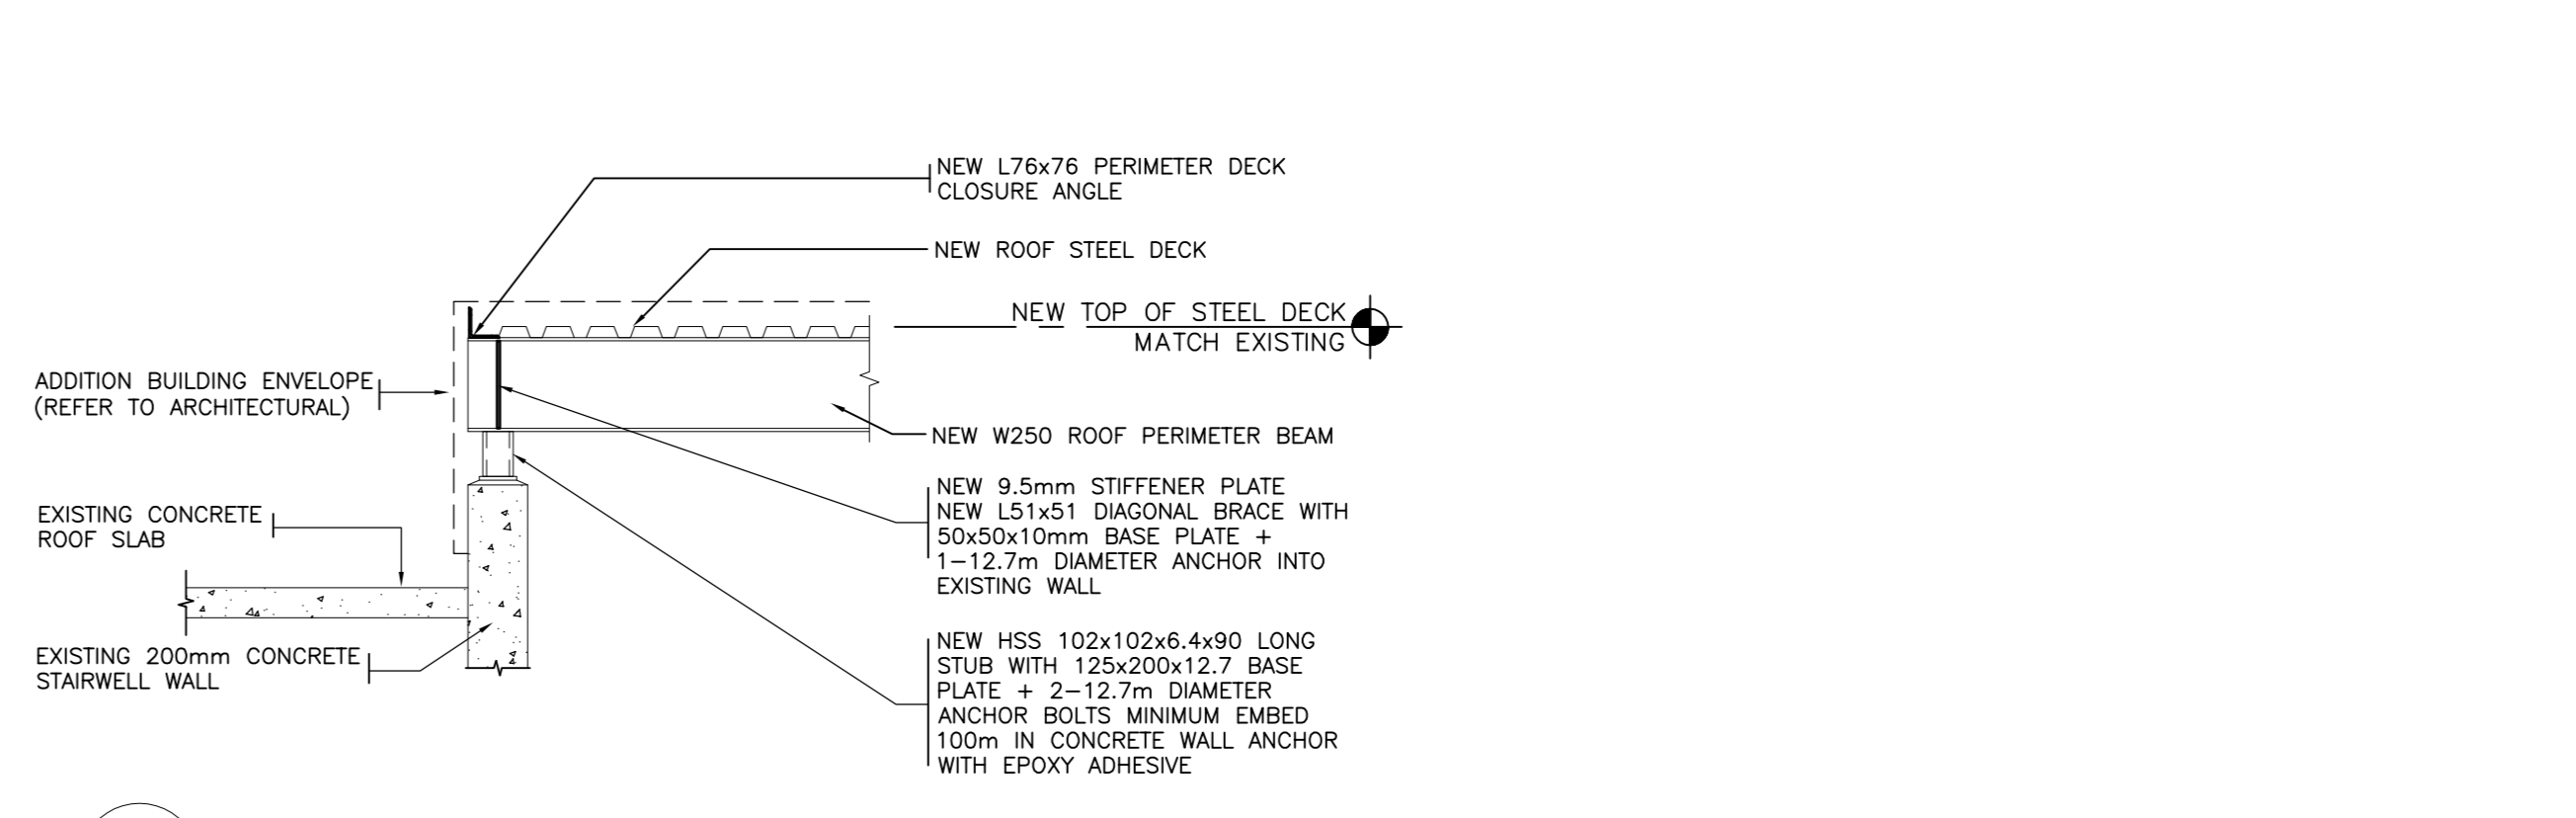 NEW L76x76 PERIMETER DECK
CLOSURE ANGLE
NEW ROOF STEEL DECK
NEW TOP OF STEEL DECK
MATCH EXISTING
ADDITION BUILDING ENVELOPE
(REFER TO ARCHITECTURAL)
NEW W250 ROOF PERIMETER BEAM
NEW 9.5mm STIFFENER PLATE
NEW L51x51 DIAGONAL BRACE WITH
50x50x10mm BASE PLATE +
1-12.7m DIAMETER ANCHOR INTO
EXISTING WALL
EXISTING CONCRETE
ROOF SLAB
EXISTING 200mm CONCRETE
STAIRWELL WALL
NEW HSS 102x102x6.4x90 LONG
STUB WITH 125x200x12.7 BASE
PLATE + 2-12.7m DIAMETER
ANCHOR BOLTS MINIMUM EMBED
100m IN CONCRETE WALL ANCHOR
WITH EPOXY ADHESIVE